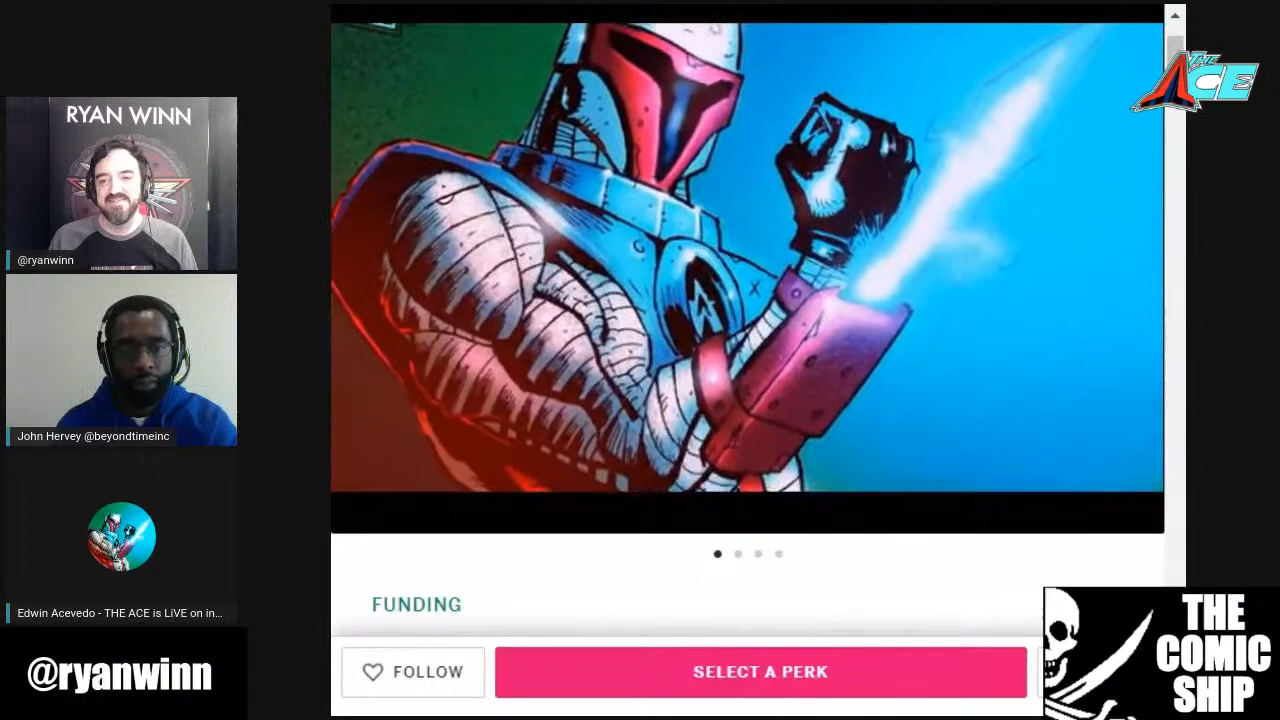 RYAN WINN
@ryanwinn
John Hervey @beyondtimeinc
Edwin Acevedo - THE ACE is LiVE on in…
@ryanwinn
THE
ACE
FUNDING
FOLLOW
SELECT A PERK
THE
COMIC
SHIP